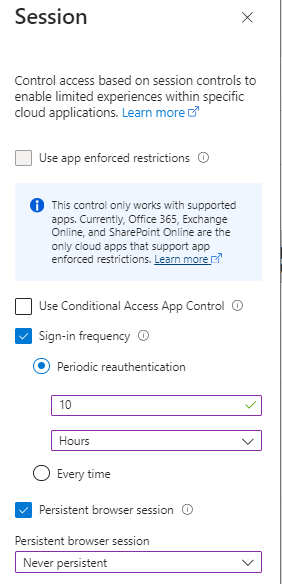 Session
Control access based on session controls to
enable limited experiences within specific
cloud applications. Learn more
Use app enforced restrictions
This control only works with supported
apps. Currently, Office 365, Exchange
Online, and SharePoint Online are the
only cloud apps that support app
enforced restrictions. Learn more
Use Conditional Access App Control
Sign-in frequency
Periodic reauthentication
10
Hours
Every time
Persistent browser session
Persistent browser session
Never persistent